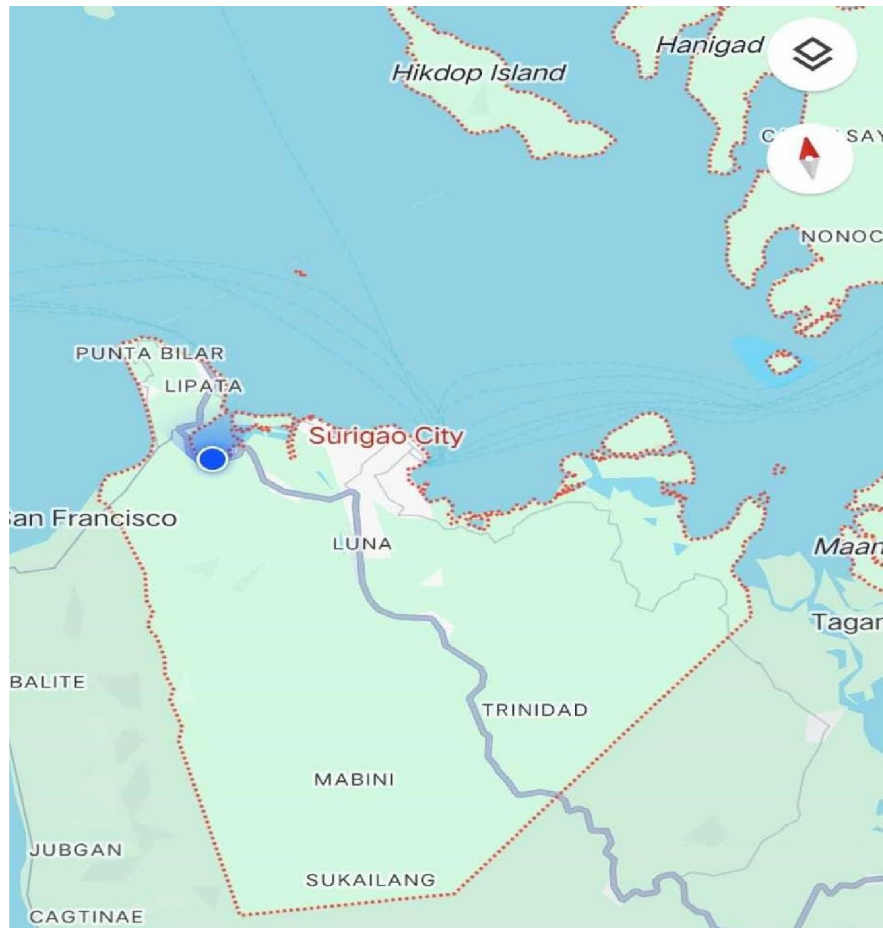 Hanigad
Hikdop Island
NONOC
PUNTA BILAR
LIPATA
Surigao City
San Francisco
LUNA
Maan
Tagan
BALITE
TRINIDAD
MABINI
JUBGAN
SUKAILANG
CAGTINAE